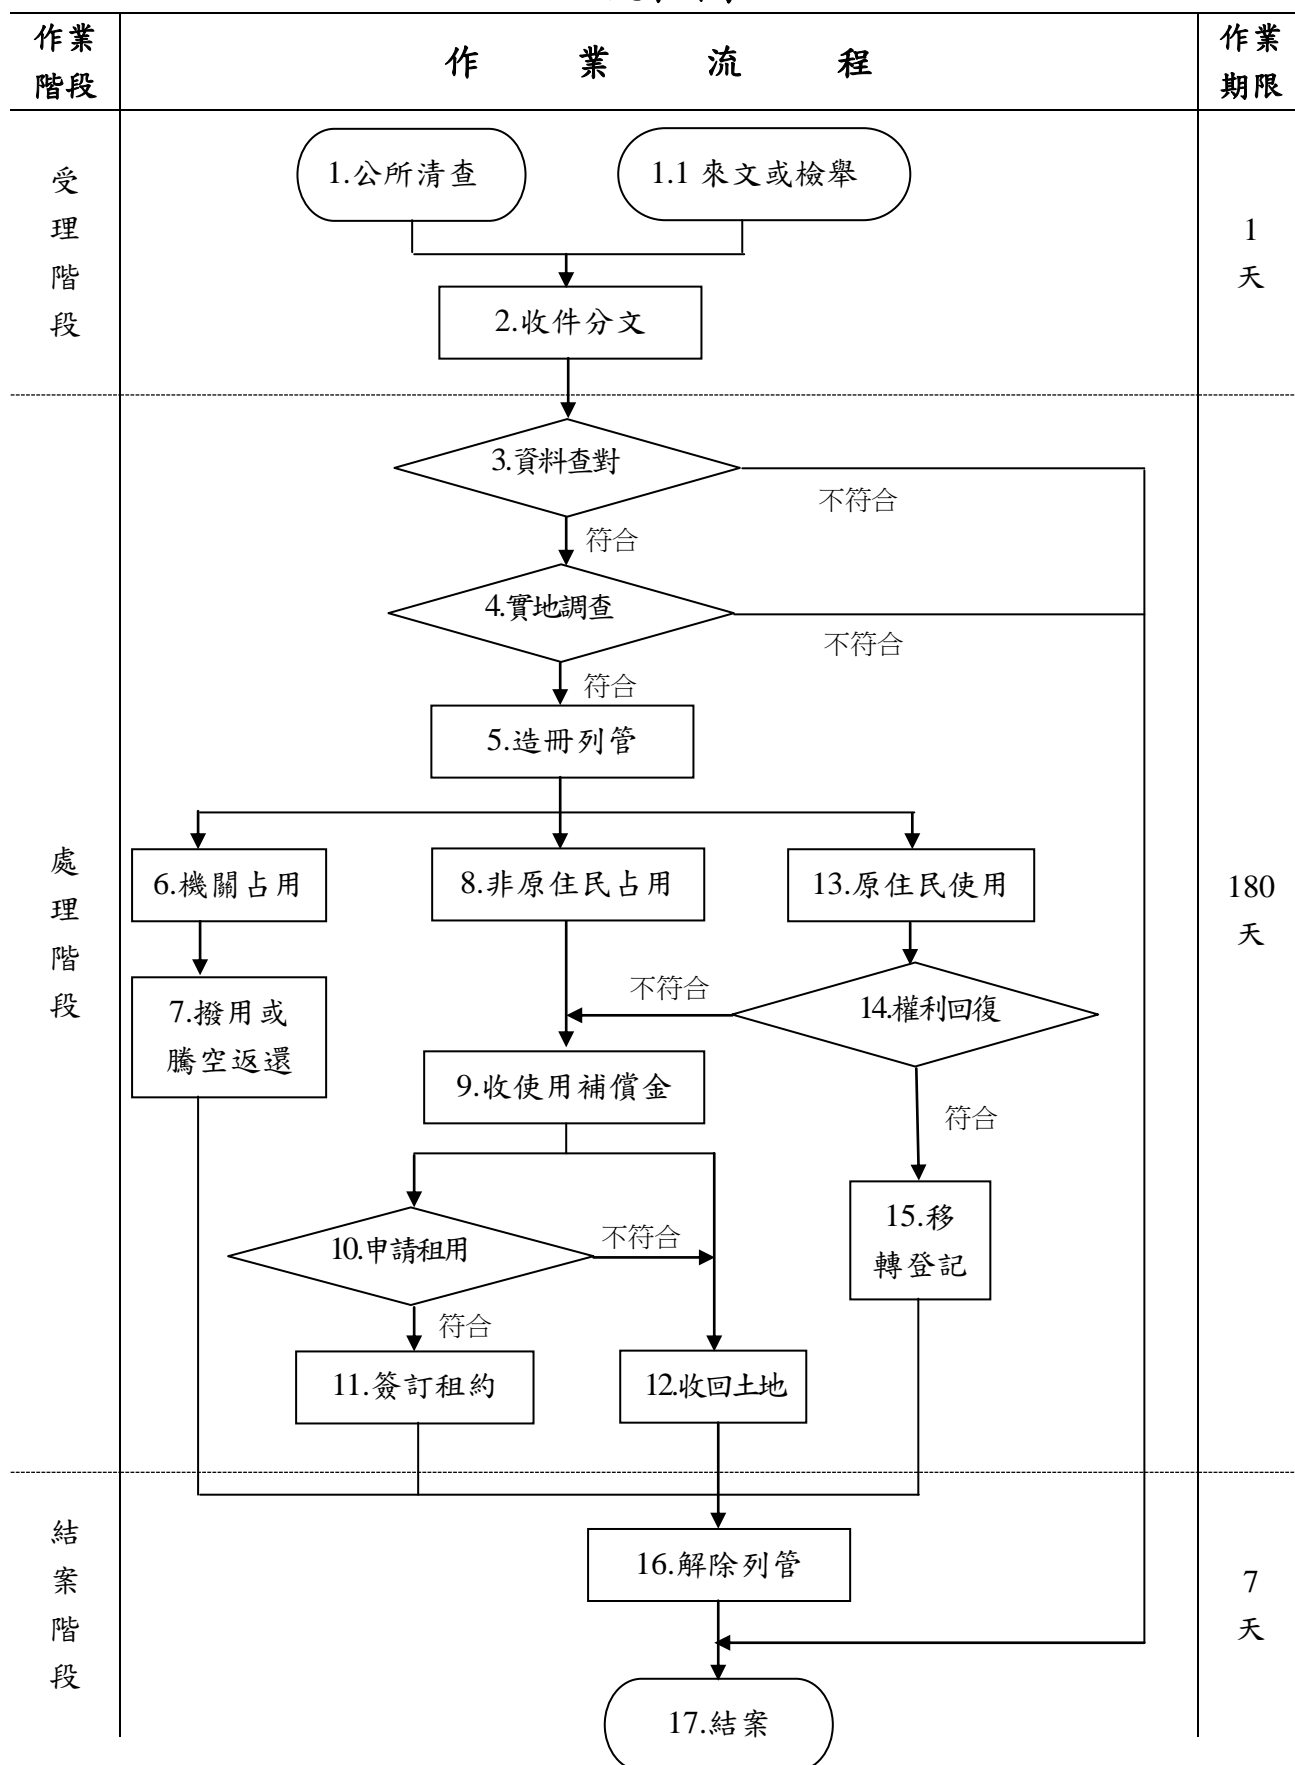 作業
階段
作業流程
作業
期限
受
理
階
段
1.公所清查
1.1 來文或檢舉
2.收件分文
1
天
處
理
階
段
3.資料查對
不符合
符合
4.實地調查
不符合
符合
5.造冊列管
6.機關占用
8.非原住民占用
13.原住民使用
7.撥用或
騰空返還
不符合
14.權利回復
9.收使用補償金
符合
10.申請租用
不符合
15.移
轉登記
符合
11.簽訂租約
12.收回土地
180
天
結
案
階
段
16.解除列管
17.結案
7
天